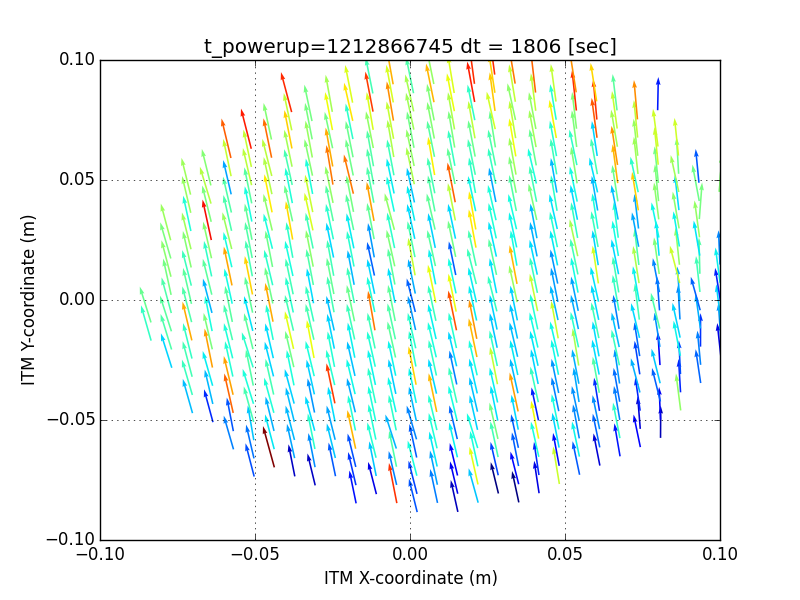 t_powerup=1212866745 dt = 1806 [sec]
0.10
0.05
0.00
−0.05
−0.10
ITM Y-coordinate (m)
−0.10 −0.05 0.00 0.05 0.10
ITM X-coordinate (m)